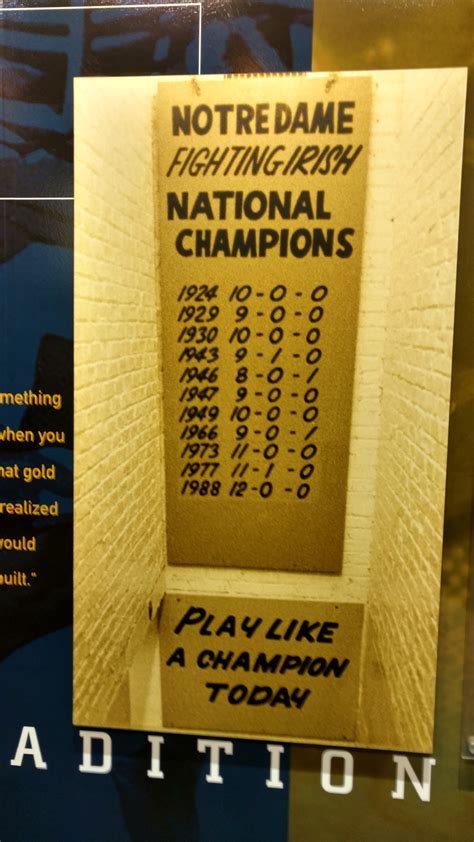 NOTRE DAME
FIGHTING IRISH
NATIONAL
CHAMPIONS
1924 10-0-0
1929 9-0-0
1930 10-0-0
1943 9-1-0
1946 8-0-1
1947 9-0-0
1949 10-0-0
1966 9-0-1
1973 11-0-0
1977 11-1-0
1988 12-0-0
mething
when you
hat gold
realized
would
built."
PLAY LIKE
A CHAMPION
TODAY
ADITION